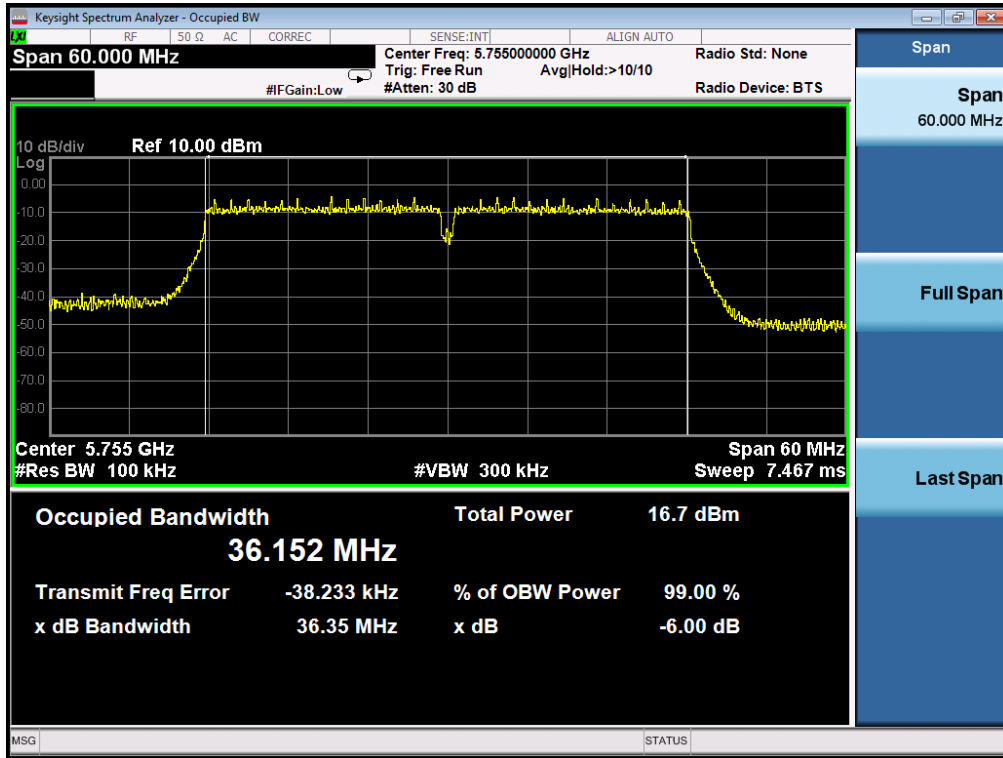 Keysight Spectrum Analyzer - Occupied BW
LXI RF 50 Ω AC CORREC SENSE:INT ALIGN AUTO
Span 60.000 MHz
Center Freq: 5.755000000 GHz Radio Std: None
Trig: Free Run Avg|Hold:>10/10
#IFGain:Low #Atten: 30 dB Radio Device: BTS
10 dB/div Ref 10.00 dBm
Log
0.00
-10.0
-20.0
-30.0
-40.0
-50.0
-60.0
-70.0
-80.0
Center 5.755 GHz Span 60 MHz
#Res BW 100 kHz #VBW 300 kHz Sweep 7.467 ms
Occupied Bandwidth Total Power 16.7 dBm
36.152 MHz
Transmit Freq Error -38.233 kHz % of OBW Power 99.00 %
x dB Bandwidth 36.35 MHz x dB -6.00 dB
MSG STATUS
Span
Span
60.000 MHz
Full Span
Last Span